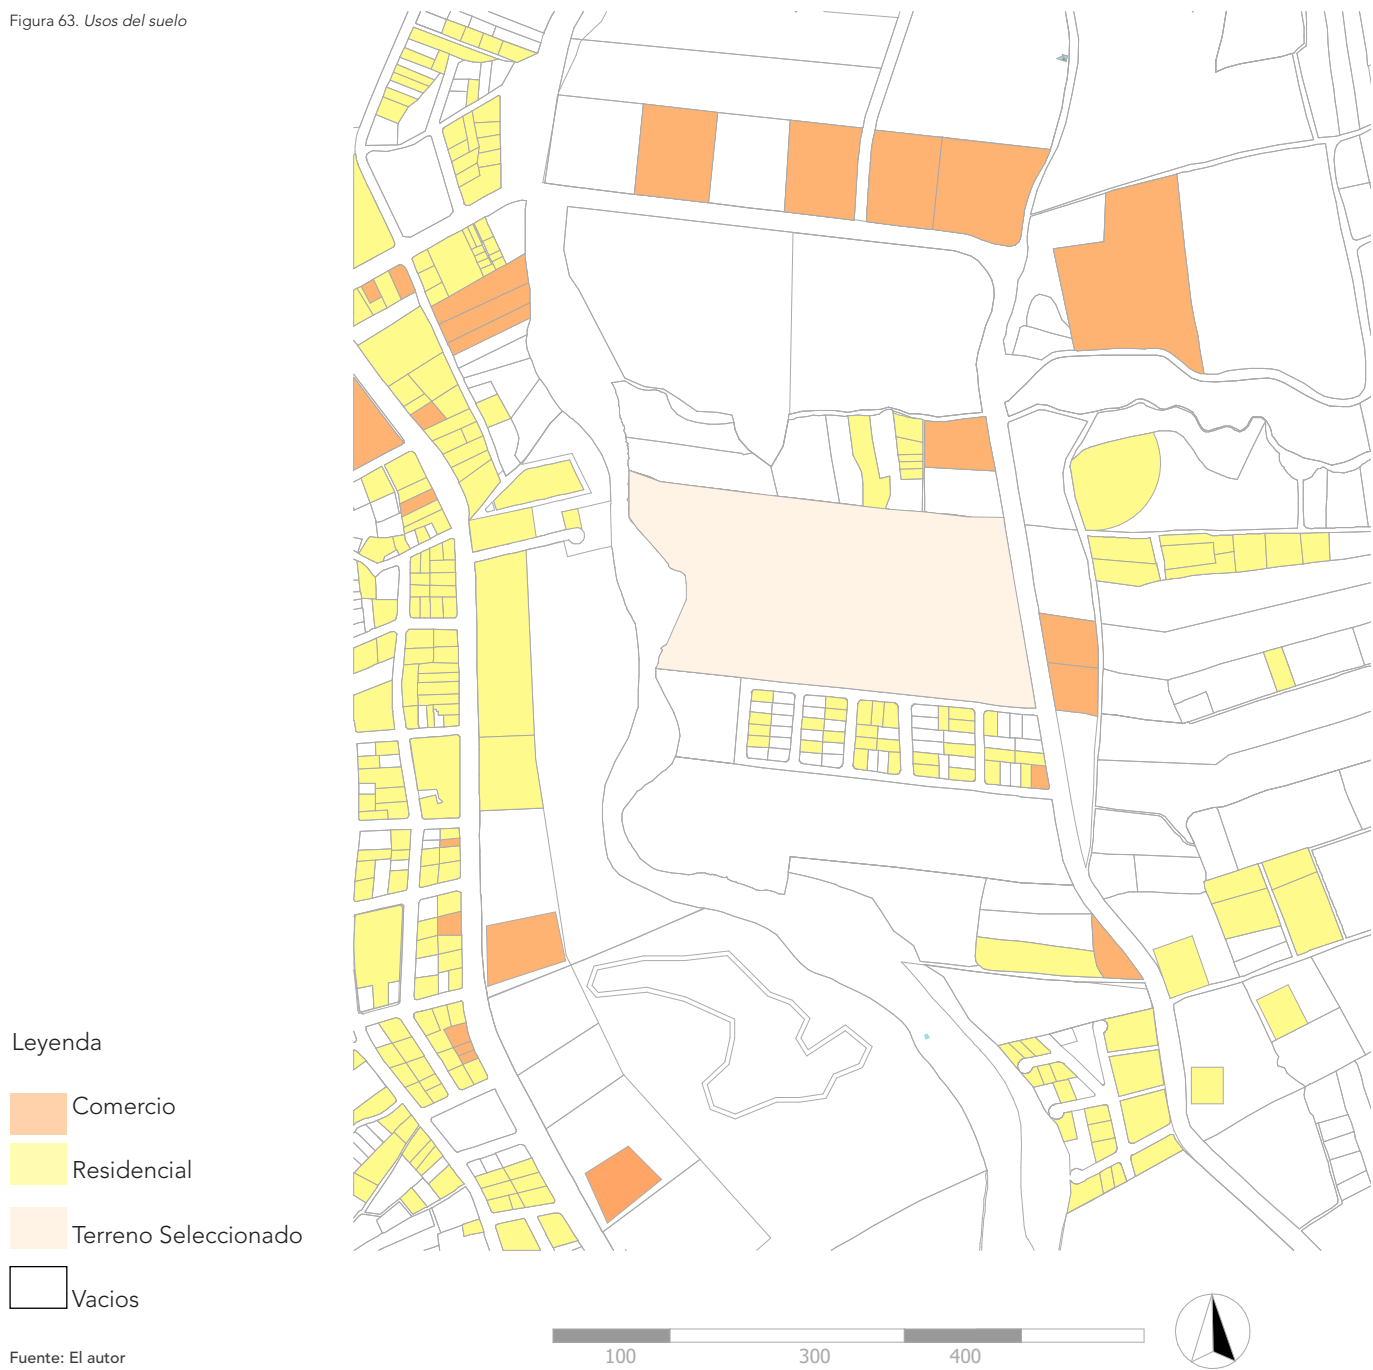 Figura 63. Usos del suelo
Leyenda
Comercio
Residencial
Terreno Seleccionado
Vacios
Fuente: El autor
100 300 400